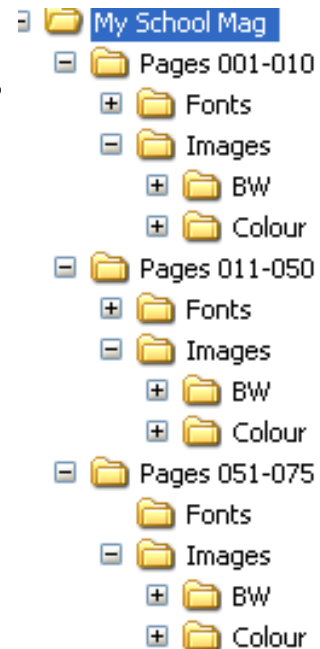 My School Mag
Pages 001-010
Fonts
Images
BW
Colour
Pages 011-050
Fonts
Images
BW
Colour
Pages 051-075
Fonts
Images
BW
Colour